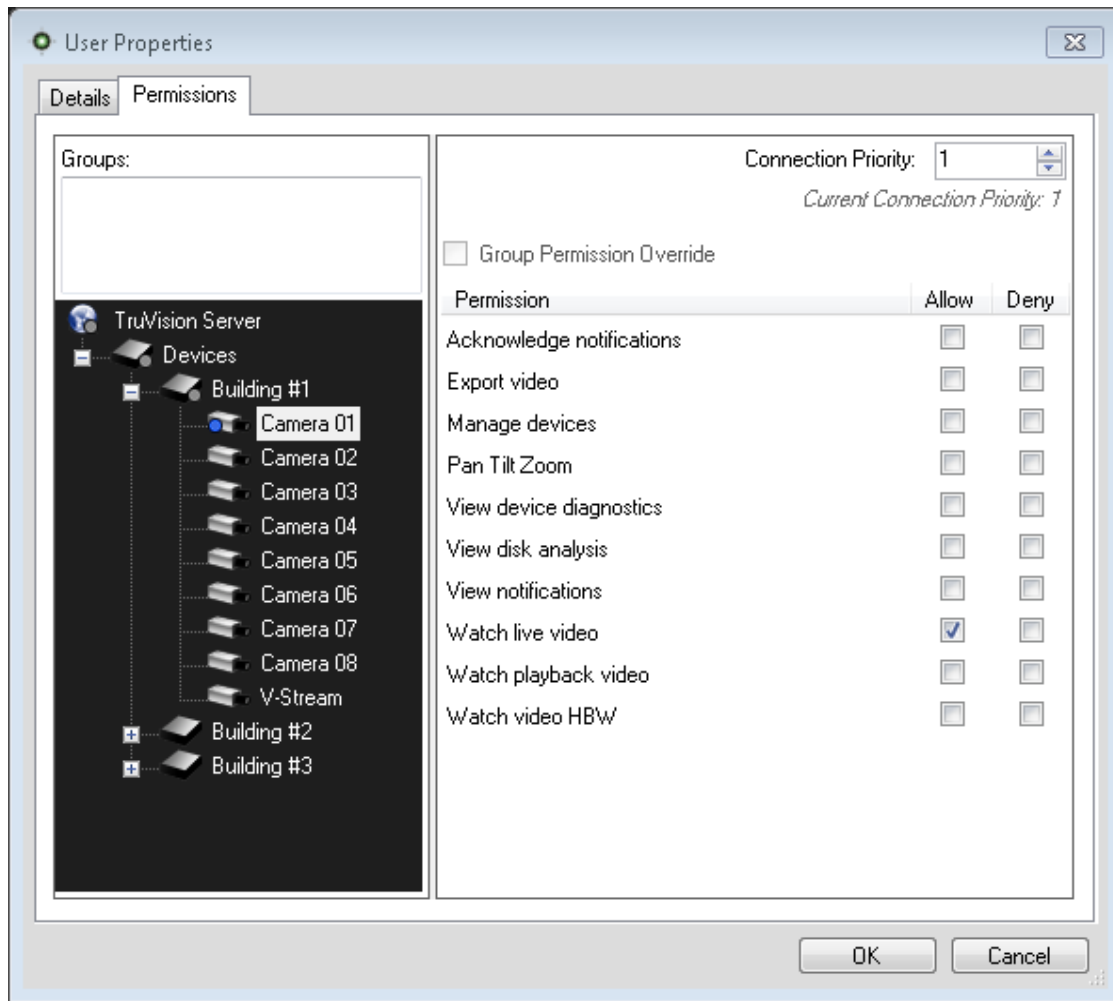 User Properties
Details Permissions
Groups:
TruVision Server
Devices
Building #1
Camera 01
Camera 02
Camera 03
Camera 04
Camera 05
Camera 06
Camera 07
Camera 08
V-Stream
Building #2
Building #3
Connection Priority: 1
Current Connection Priority: 1
Group Permission Override
Permission Allow Deny
Acknowledge notifications
Export video
Manage devices
Pan Tilt Zoom
View device diagnostics
View disk analysis
View notifications
Watch live video
Watch playback video
Watch video HBW
OK Cancel